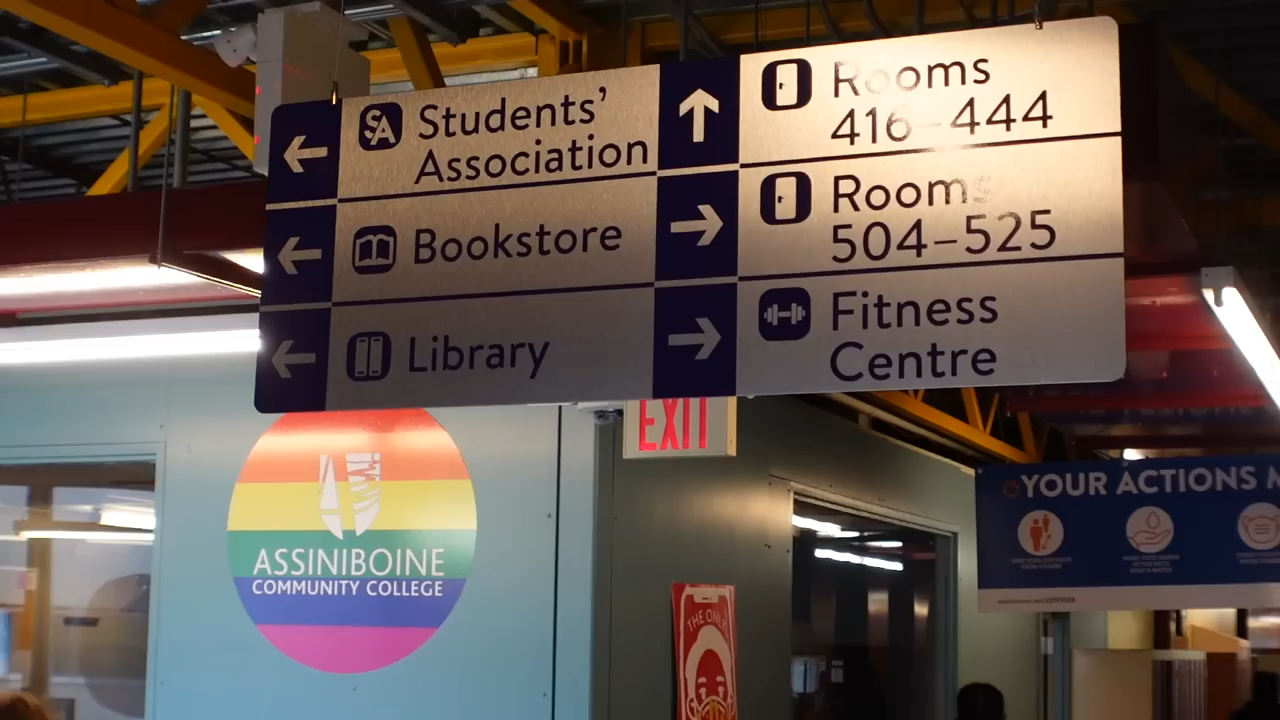 Students'
Association
Bookstore
Library
Rooms
416–444
Rooms
504–525
Fitness
Centre
EXIT
ASSINIBOINE
COMMUNITY COLLEGE
YOUR ACTIONS M
THE ONLY